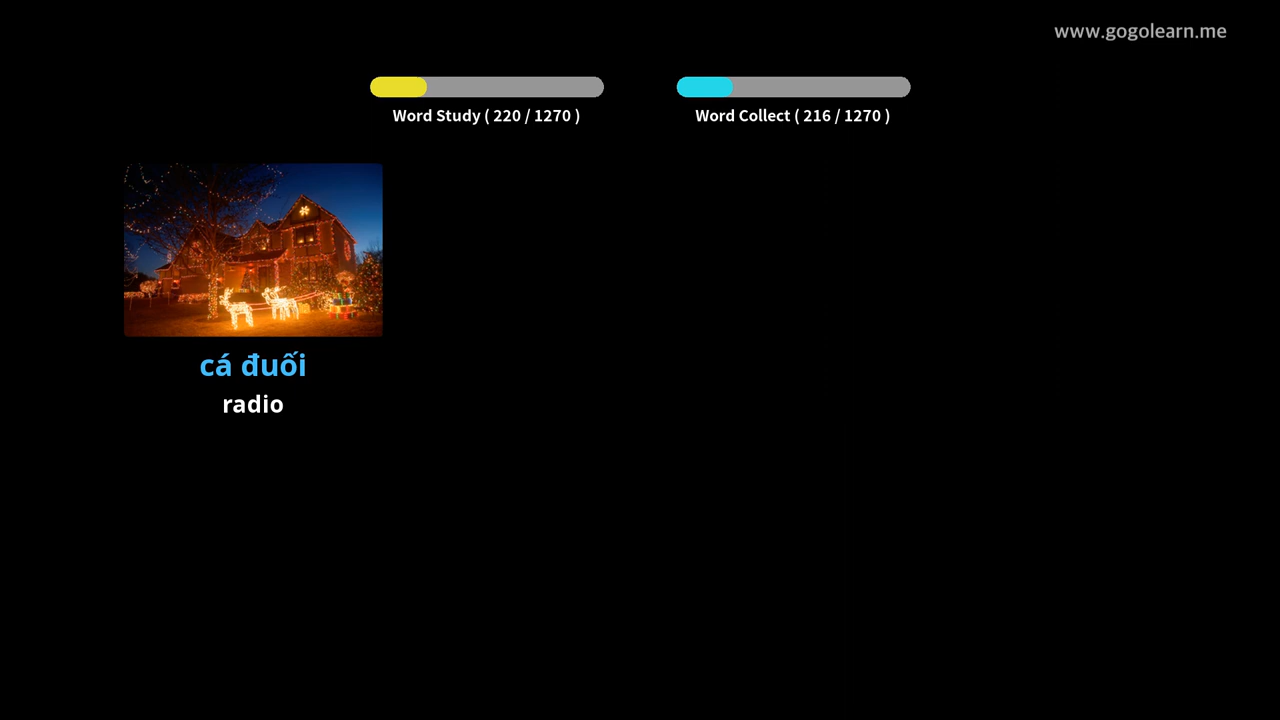 www.gogolearn.me
Word Study ( 220 / 1270 )
Word Collect ( 216 / 1270 )
cá đuối
radio